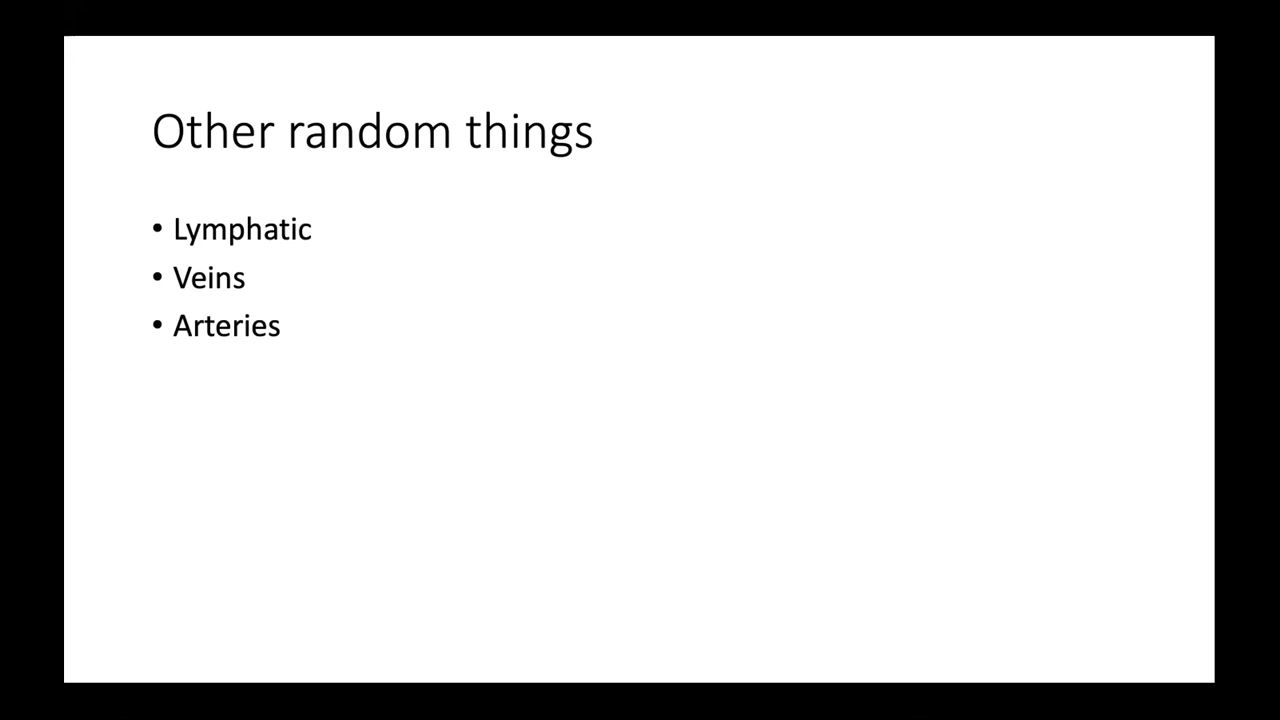 Other random things
• Lymphatic
• Veins
• Arteries